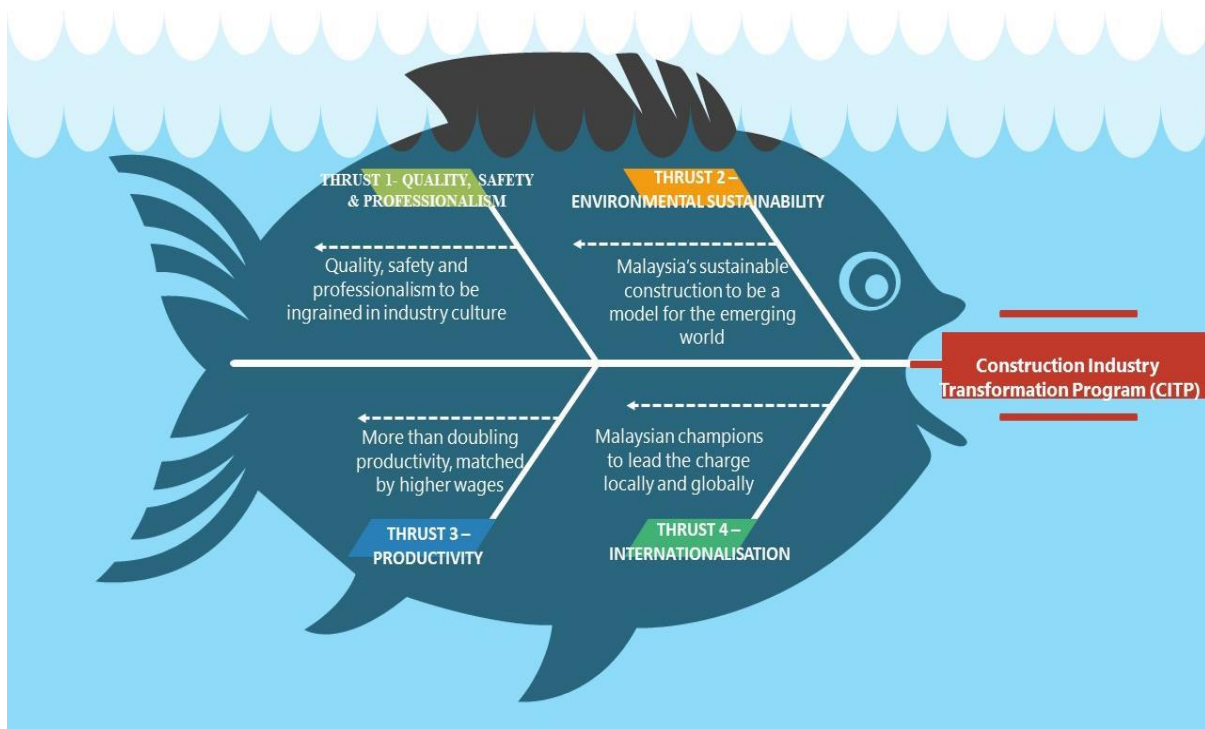 THRUST 1- QUALITY, SAFETY
& PROFESSIONALISM
Quality, safety and
professionalism to be
ingrained in industry culture
THRUST 2 –
ENVIRONMENTAL SUSTAINABILITY
Malaysia's sustainable
construction to be a
model for the emerging
world
Construction Industry
Transformation Program (CITP)
More than doubling
productivity, matched
by higher wages
THRUST 3 –
PRODUCTIVITY
Malaysian champions
to lead the charge
locally and globally
THRUST 4 –
INTERNATIONALISATION